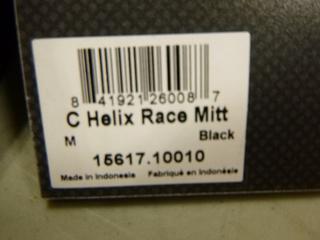 8 41921 26008 7
C Helix Race Mitt
M Black
15617.10010
Made in Indonesia Fabriqué en Indonésie